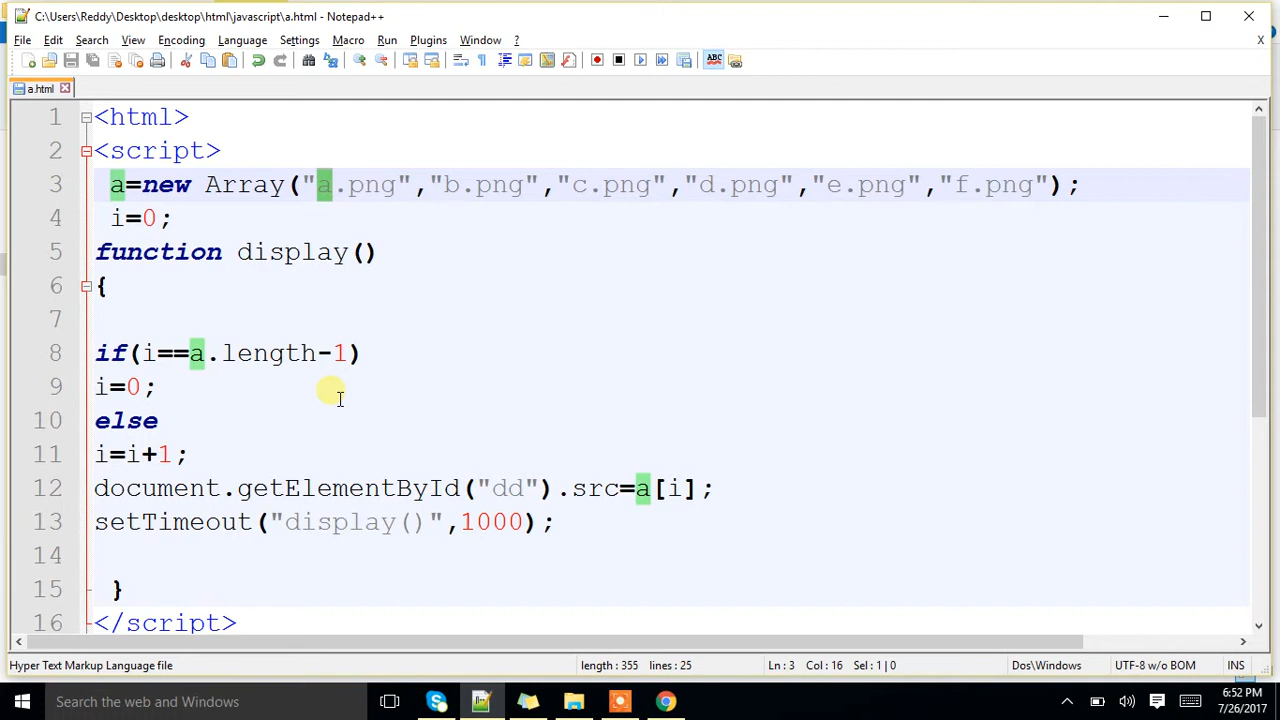 C:\Users\Reddy\Desktop\desktop\html\javascript\a.html - Notepad++
File Edit Search View Encoding Language Settings Macro Run Plugins Window ? X
ABC
a.html
1 <html>
2 <script>
3 a=new Array("a.png","b.png","c.png","d.png","e.png","f.png");
4 i=0;
5 function display()
6 {
7
8 if(i==a.length-1)
9 i=0;
10 else
11 i=i+1;
12 document.getElementById("dd").src=a[i];
13 setTimeout("display()",1000);
14
15 }
16 </script>
Hyper Text Markup Language file length : 355 lines : 25 Ln : 3 Col : 16 Sel : 1 | 0 Dos\Windows UTF-8 w/o BOM INS
Search the web and Windows
6:52 PM
7/26/2017